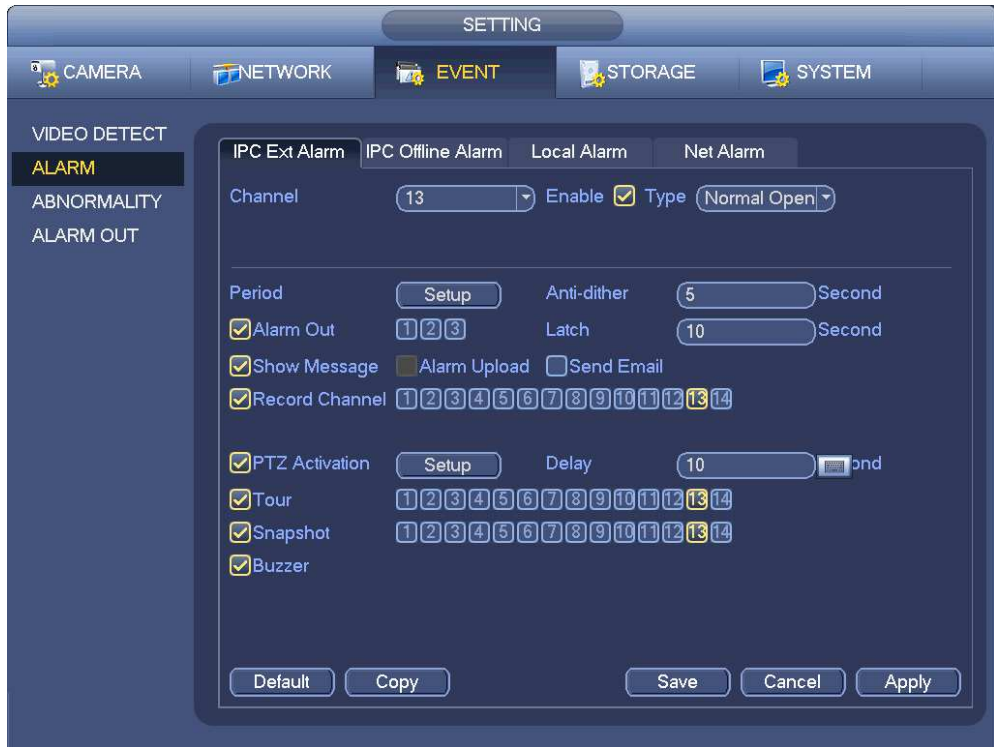 SETTING
CAMERA NETWORK EVENT STORAGE SYSTEM
VIDEO DETECT
ALARM
ABNORMALITY
ALARM OUT
IPC Ext Alarm IPC Offline Alarm Local Alarm Net Alarm
Channel 13 Enable Type Normal Open
Period Setup Anti-dither 5 Second
Alarm Out 1 2 3 Latch 10 Second
Show Message Alarm Upload Send Email
Record Channel 1 2 3 4 5 6 7 8 9 10 11 12 13 14
PTZ Activation Setup Delay 10 ond
Tour 1 2 3 4 5 6 7 8 9 10 11 12 13 14
Snapshot 1 2 3 4 5 6 7 8 9 10 11 12 13 14
Buzzer
Default Copy Save Cancel Apply